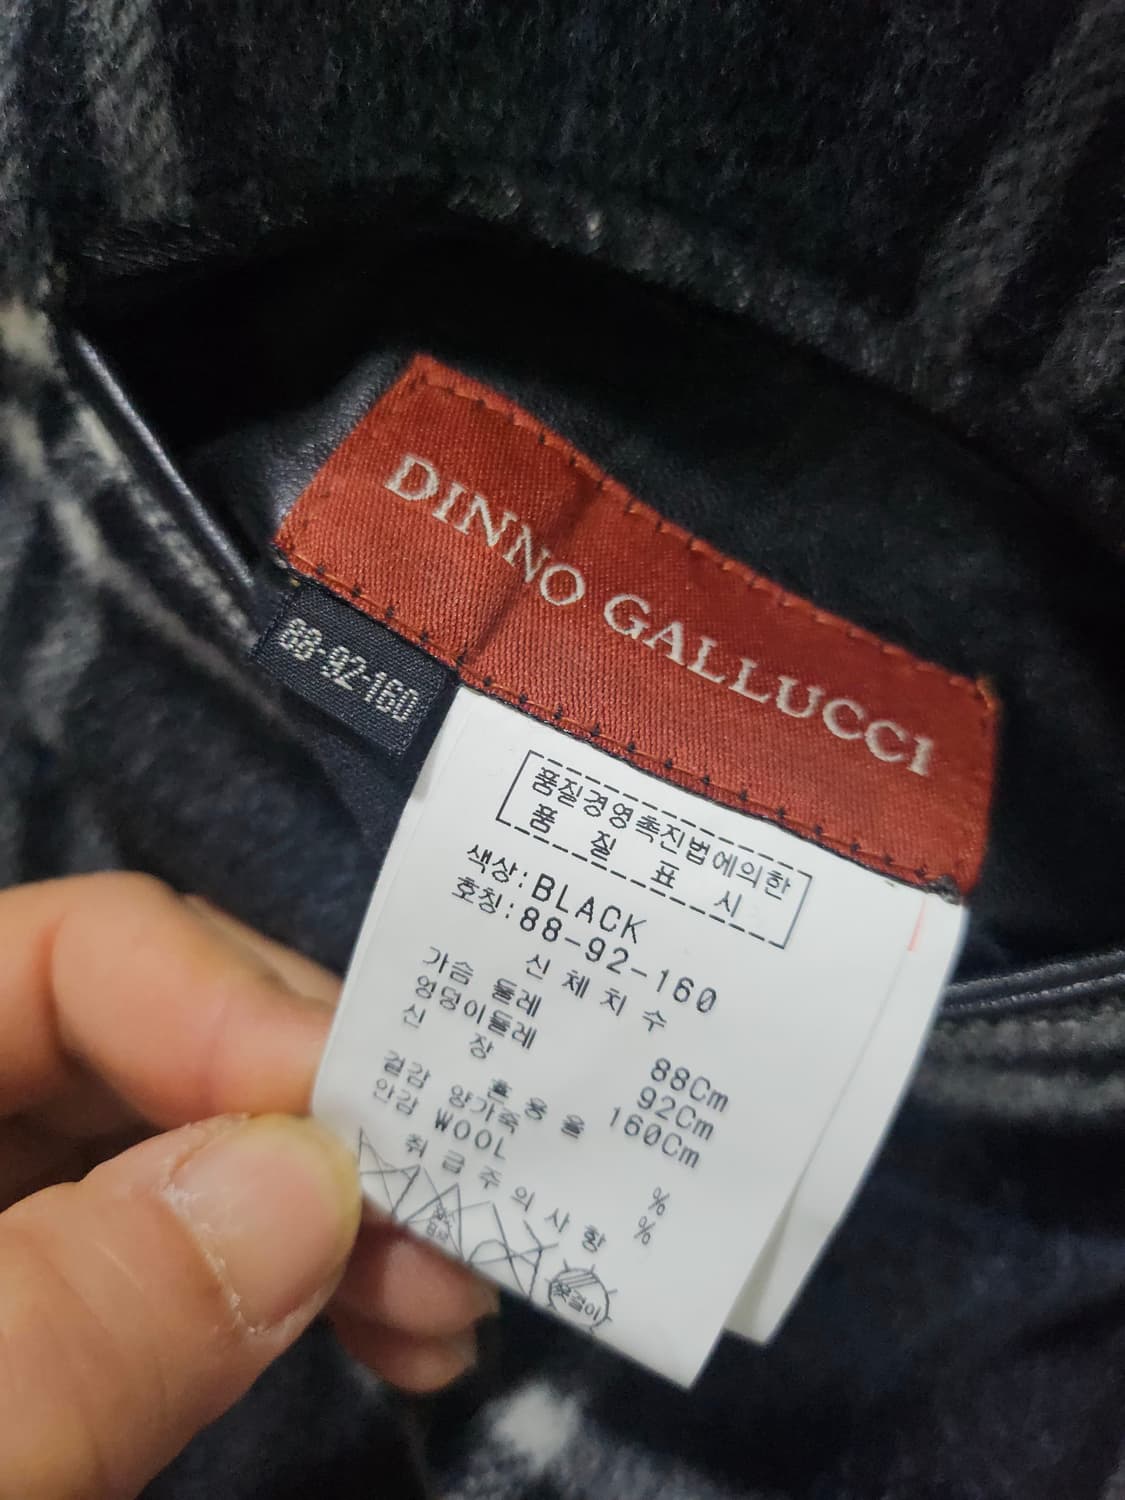 DINNO GALLUCCI
88·92·160
품질경영촉진법에의한
품 질 표 시
색상:BLACK
호칭:88-92-160
신 체 치 수
가슴 둘레 88Cm
엉덩이둘레 92Cm
신 장 160Cm
혼 용 율
겉감 양가죽 %
안감 WOOL %
취 급 주 의 사 항
옷걸이